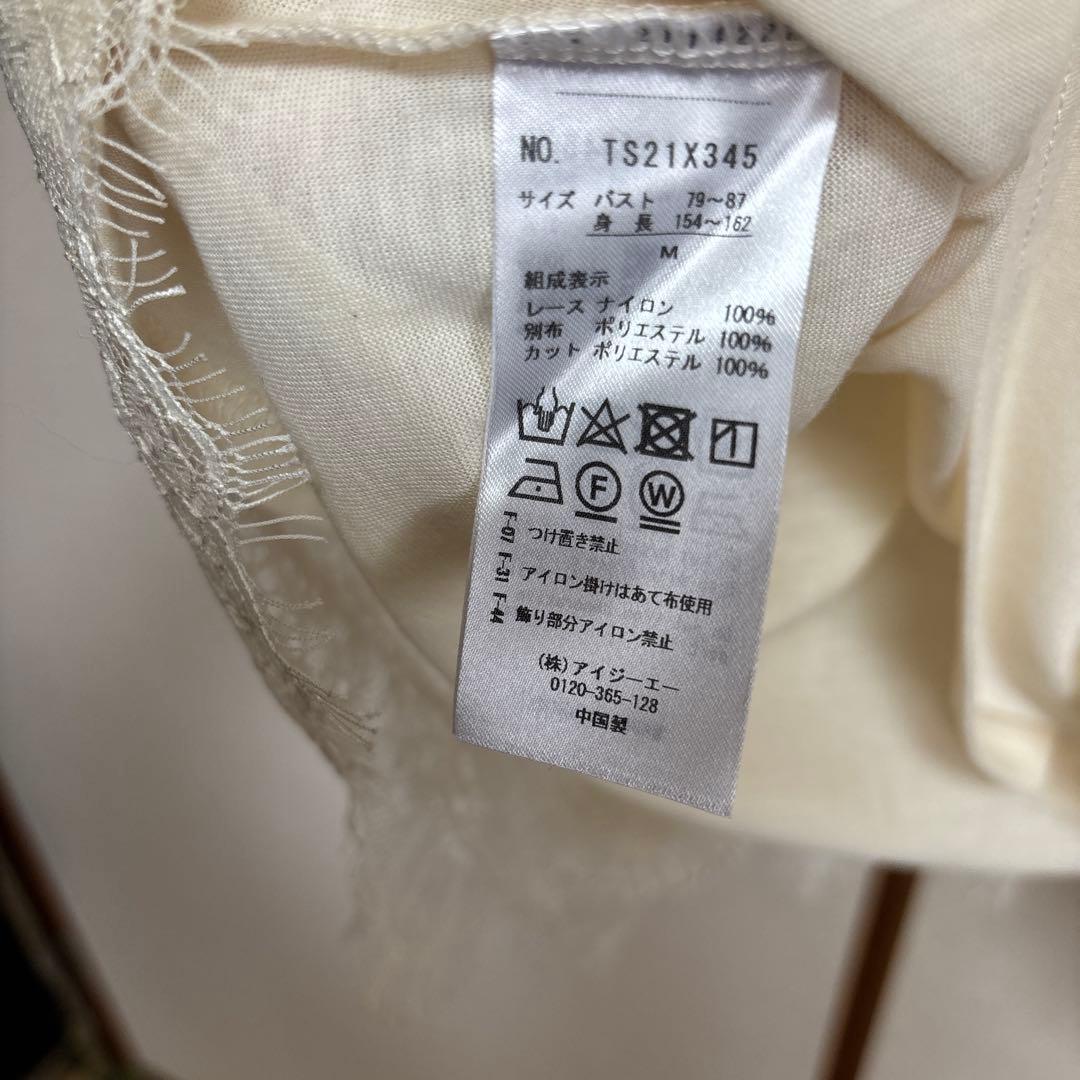 NO. TS21X345
サイズ バスト 79~87
身 長 154~162
M
組成表示
レース ナイロン 100%
別布 ポリエステル 100%
カット ポリエステル 100%
F
W
F-07 つけ置き禁止
F-31 アイロン掛けはあて布使用
F-44 飾り部分アイロン禁止
(株)アイジーエー
0120-365-128
中国製